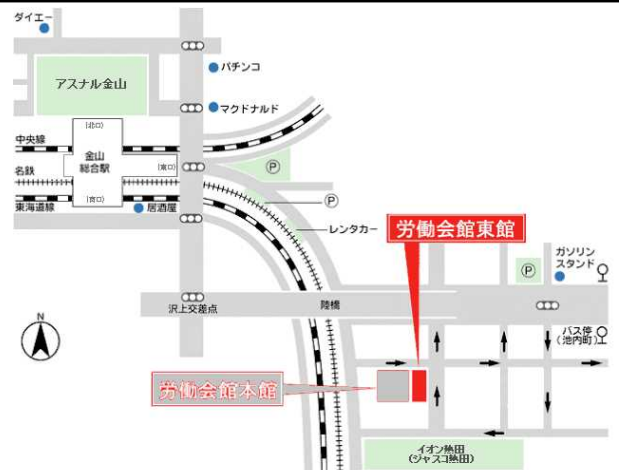 ダイエー
パチンコ
アスナル金山
マクドナルド
(北口)
中央線
金山
総合駅
(東口)
名鉄
(南口)
東海道線
居酒屋
P
P
レンタカー
労働会館東館
ガソリン
スタンド
P
沢上交差点
陸橋
バス停
(池内町)
N
労働会館本館
イオン熱田
(ジャスコ熱田)